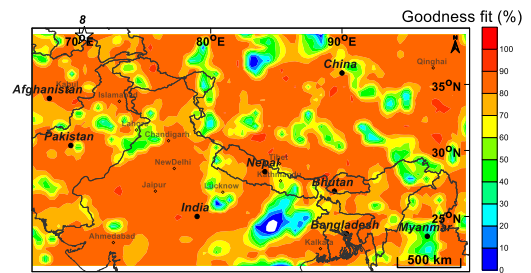 Goodness fit (%)
8
70°E 80°E 90°E
N
China
Qinghai
100
35°N
90
Kabul
Afghanistan
Islamabad
80
70
Lahore
Pakistan
Chandigarh
60
30°N
50
NewDelhi
Tibet
Nepal
Kathmandu
40
Jaipur
Lucknow
Bhutan
30
India
25°N
20
Bangladesh
Myanmar
Ahmedabad
Kalkata
10
500 km
0